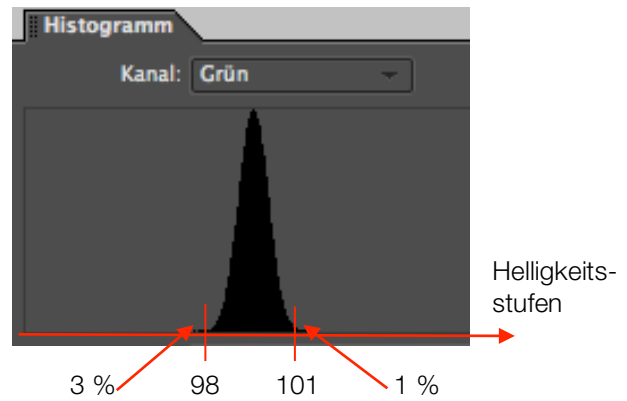 Histogramm
Kanal: Grün
Helligkeits-
stufen
3 % 98 101 1 %